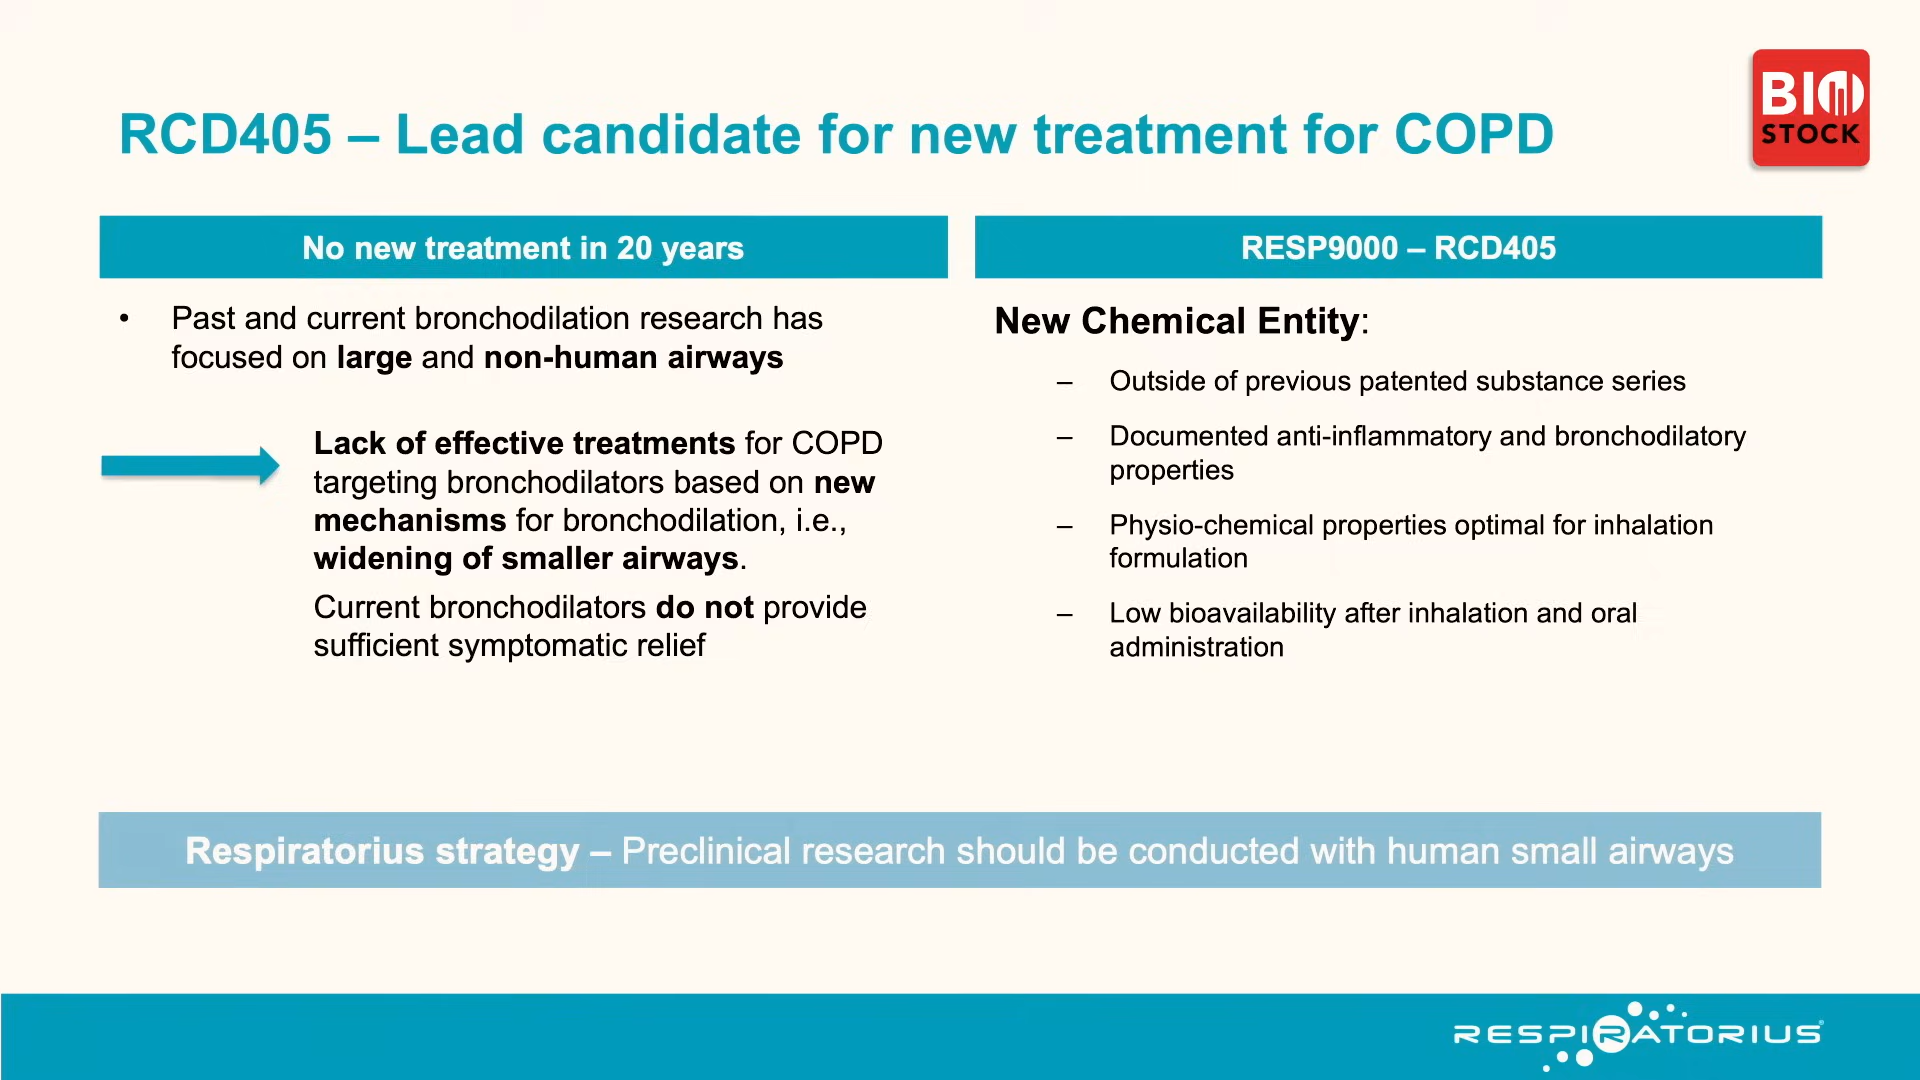 RCD405 – Lead candidate for new treatment for COPD
BIO
STOCK
No new treatment in 20 years
• Past and current bronchodilation research has
focused on large and non-human airways
Lack of effective treatments for COPD
targeting bronchodilators based on new
mechanisms for bronchodilation, i.e.,
widening of smaller airways.
Current bronchodilators do not provide
sufficient symptomatic relief
RESP9000 – RCD405
New Chemical Entity:
– Outside of previous patented substance series
– Documented anti-inflammatory and bronchodilatory
properties
– Physio-chemical properties optimal for inhalation
formulation
– Low bioavailability after inhalation and oral
administration
Respiratorius strategy – Preclinical research should be conducted with human small airways
RESPIRATORIUS